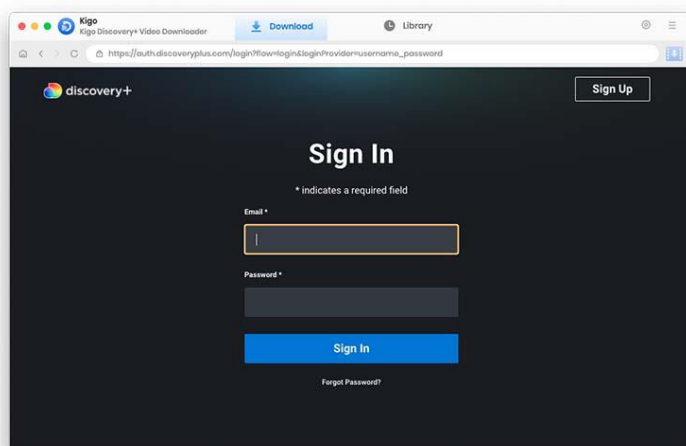 Kigo
Kigo Discovery+ Video Downloader
Download
Library
https://auth.discoveryplus.com/login?flow=login&loginProvider=username_password
discovery+
Sign Up
Sign In
* indicates a required field
Email *
Password *
Sign In
Forgot Password?